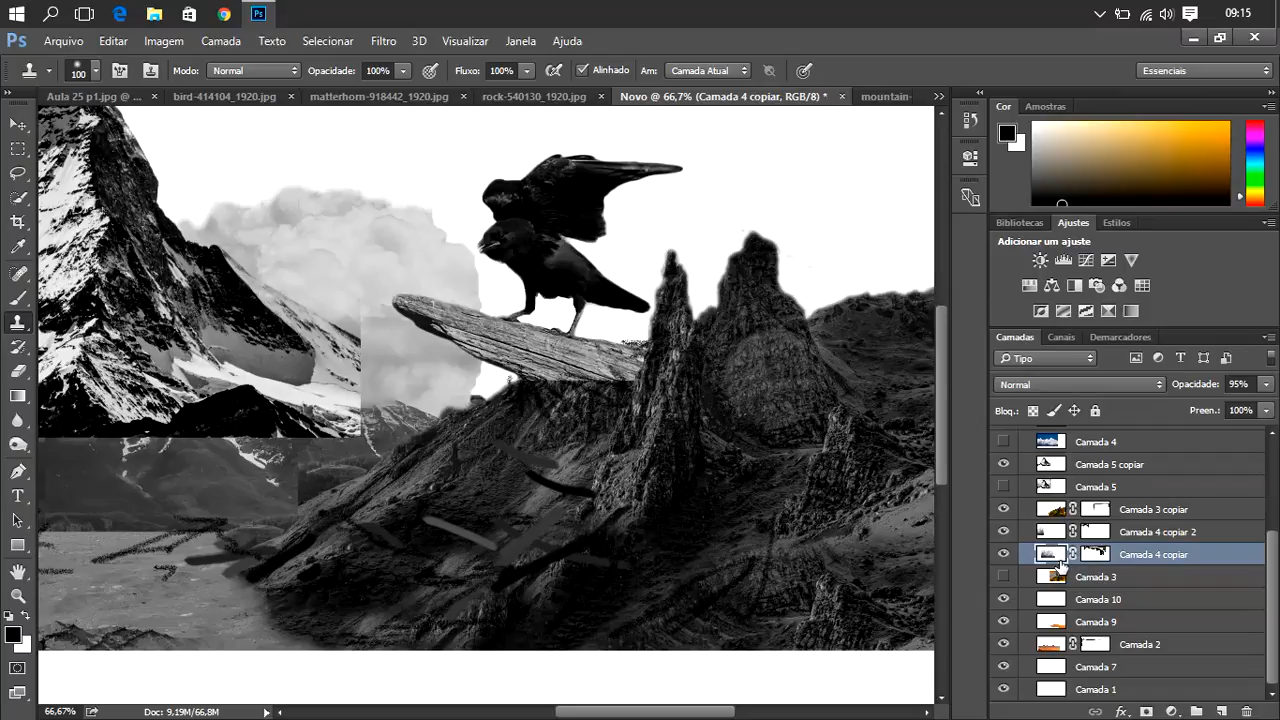 Ps
09:15
Ps Arquivo Editar Imagem Camada Texto Selecionar Filtro 3D Visualizar Janela Ajuda
100 Modo: Normal Opacidade: 100% Fluxo: 100% Alinhado Am: Camada Atual Essenciais
Aula 25 p1.jpg @ ... × bird-414104_1920.jpg × matterhorn-918442_1920.jpg × rock-540130_1920.jpg × Novo @ 66,7% (Camada 4 copiar, RGB/8) * × mountain-
Cor Amostras
Bibliotecas Ajustes Estilos
Adicionar um ajuste
Camadas Canais Demarcadores
Tipo
Normal Opacidade: 95%
Bloq.: Preen.: 100%
Camada 4
Camada 5 copiar
Camada 5
Camada 3 copiar
Camada 4 copiar 2
Camada 4 copiar
Camada 3
Camada 10
Camada 9
Camada 2
Camada 7
Camada 1
66,67% Doc: 9,19M/66,8M
fx